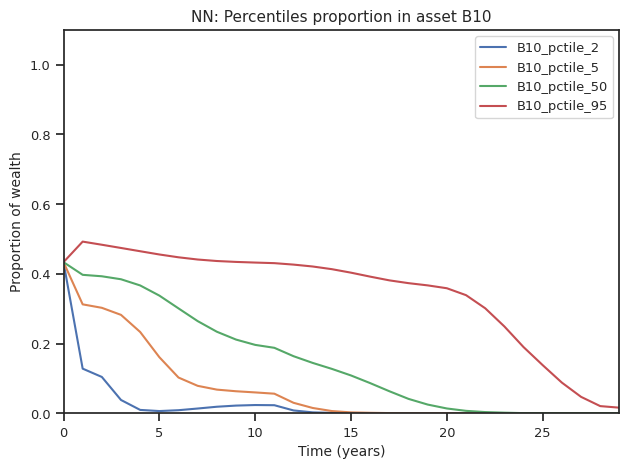 NN: Percentiles proportion in asset B10
B10_pctile_2
B10_pctile_5
B10_pctile_50
B10_pctile_95
Proportion of wealth
1.0
0.8
0.6
0.4
0.2
0.0
0 5 10 15 20 25
Time (years)